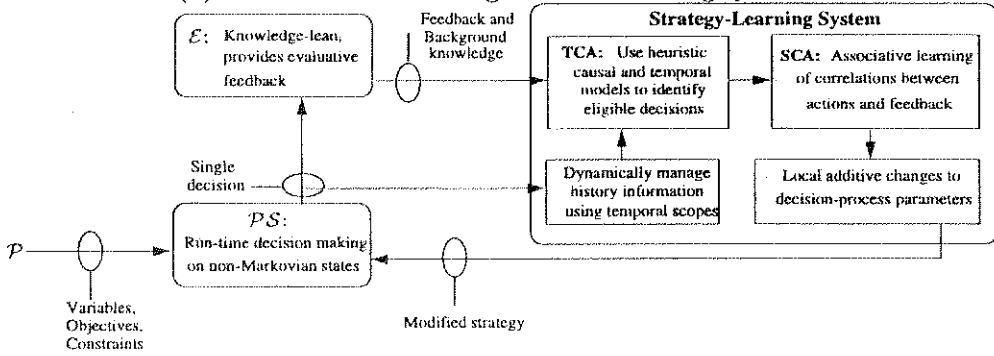 Strategy-Learning System
Feedback and
Background
knowledge
ℰ: Knowledge-lean,
provides evaluative
feedback
TCA: Use heuristic
causal and temporal
models to identify
eligible decisions
SCA: Associative learning
of correlations between
actions and feedback
Single
decision
Dynamically manage
history information
using temporal scopes
Local additive changes to
decision-process parameters
𝒫𝒮:
Run-time decision making
on non-Markovian states
𝒫
Variables,
Objectives,
Constraints
Modified strategy